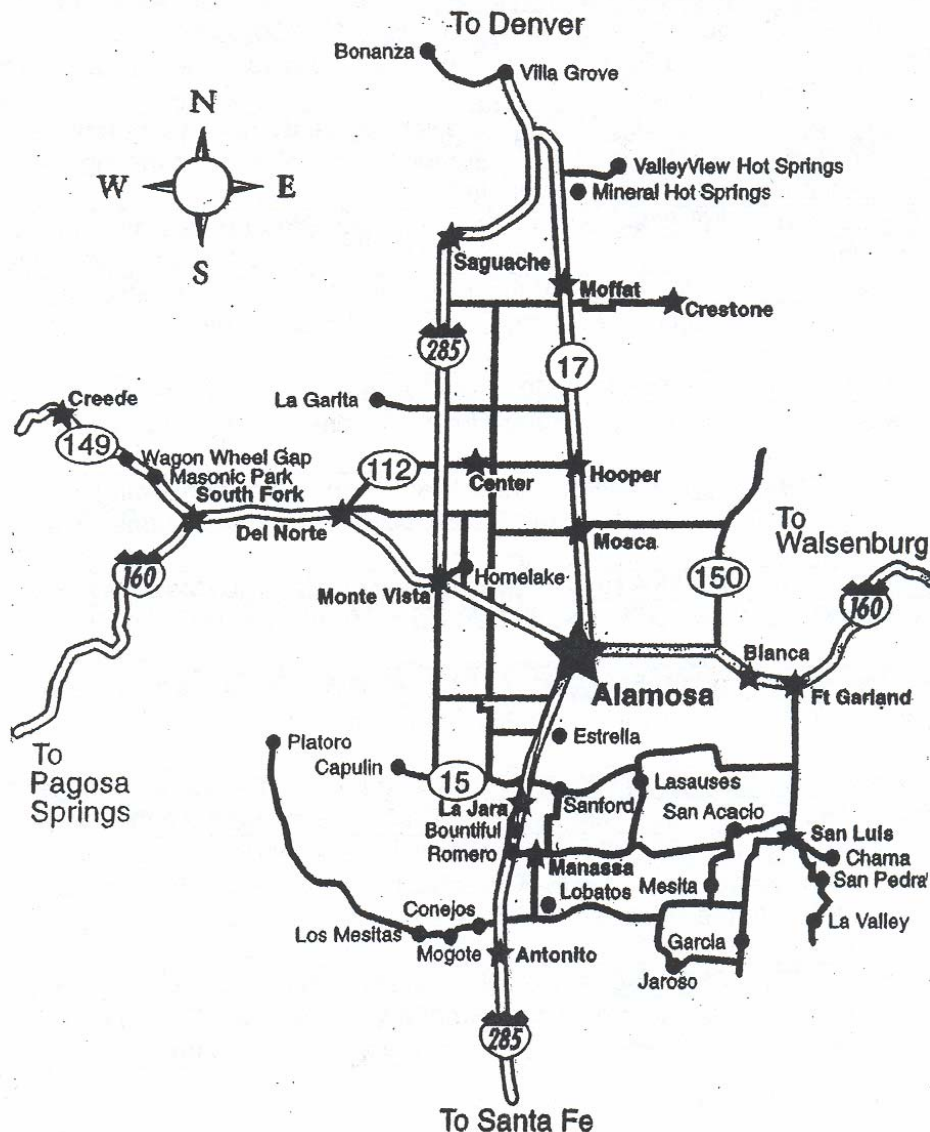 To Denver
Bonanza
Villa Grove
N
W
E
S
ValleyView Hot Springs
Mineral Hot Springs
Saguache
Moffat
Crestone
285
17
La Garita
Creede
149
Wagon Wheel Gap
Masonic Park
South Fork
112
Center
Hooper
Del Norte
Mosca
To
Walsenburg
160
Monte Vista
Homelake
150
160
Blanca
Alamosa
Ft Garland
To
Pagosa
Springs
Platoro
Capulin
15
Estrella
La Jara
Sanford
Lasauses
San Acacio
Bountiful
Romero
Manassa
San Luis
Chama
San Pedra
Lobatos
Mesita
La Valley
Conejos
Los Mesitas
Mogote
Antonito
Garcia
Jaroso
285
To Santa Fe